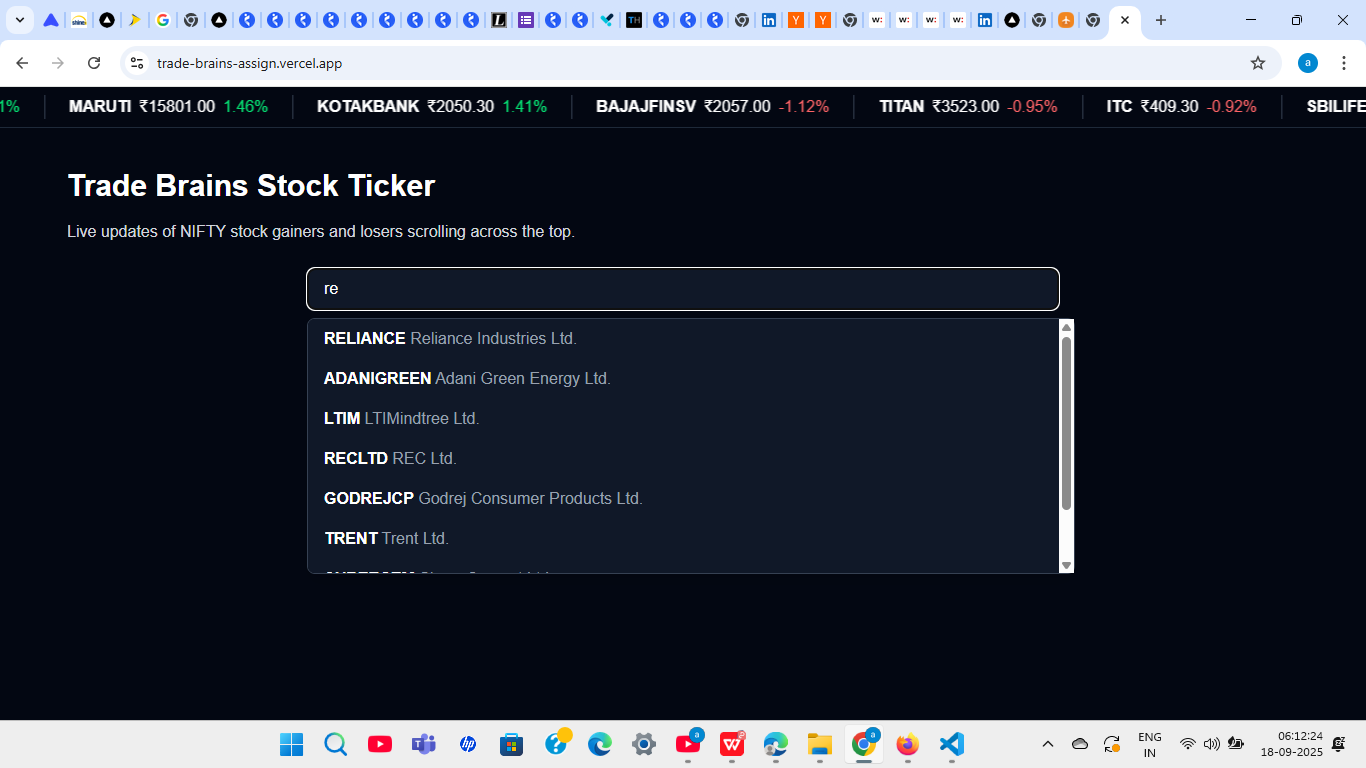 trade-brains-assign.vercel.app
a
1% MARUTI ₹15801.00 1.46% KOTAKBANK ₹2050.30 1.41% BAJAJFINSV ₹2057.00 -1.12% TITAN ₹3523.00 -0.95% ITC ₹409.30 -0.92% SBILIFE
Trade Brains Stock Ticker
Live updates of NIFTY stock gainers and losers scrolling across the top.
re
RELIANCE Reliance Industries Ltd.
ADANIGREEN Adani Green Energy Ltd.
LTIM LTIMindtree Ltd.
RECLTD REC Ltd.
GODREJCP Godrej Consumer Products Ltd.
TRENT Trent Ltd.
ENG
IN
06:12:24
18-09-2025